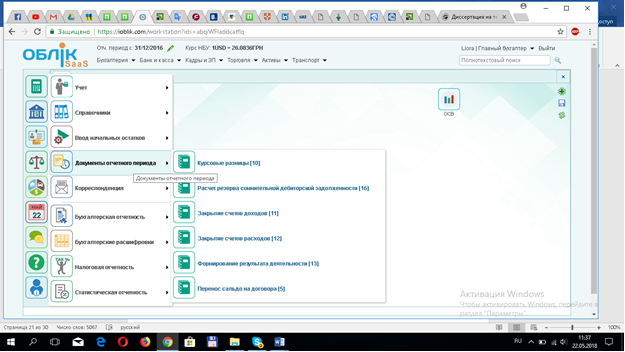 Диссертация на те
Защищено | https://ioblik.com/workstation?ids=abqiWFladdcatfiq
доступ
ОБЛІК SaaS
Отч. период с: 31/12/2016
Курс НБУ: 1USD = 26.0836ГРН
Liora | Главный бухгалтер Выйти
Бухгалтерия Банк и касса Кадры и ЗП Торговля Активы Транспорт
Полнотекстовый поиск
Учет
Справочники
Ввод начальных остатков
Документы отчетного периода
Документы отчетного периода
Корреспонденция
Бухгалтерская отчетность
Бухгалтерские расшифровки
Налоговая отчетность
Статистическая отчетность
МАЙ
22
TAX
Курсовые разницы [10]
Расчет резерва сомнительной дебиторской задолженности [16]
Закрытие счетов доходов [11]
Закрытие счетов расходов [12]
Формирование результата деятельности [13]
Перенос сальдо на договора [5]
ОСВ
Активация Windows
Чтобы активировать Windows, перейдите в
раздел "Параметры".
Страница 21 из 30 Число слов: 5067 русский
100%
RU
11:37
22.05.2018